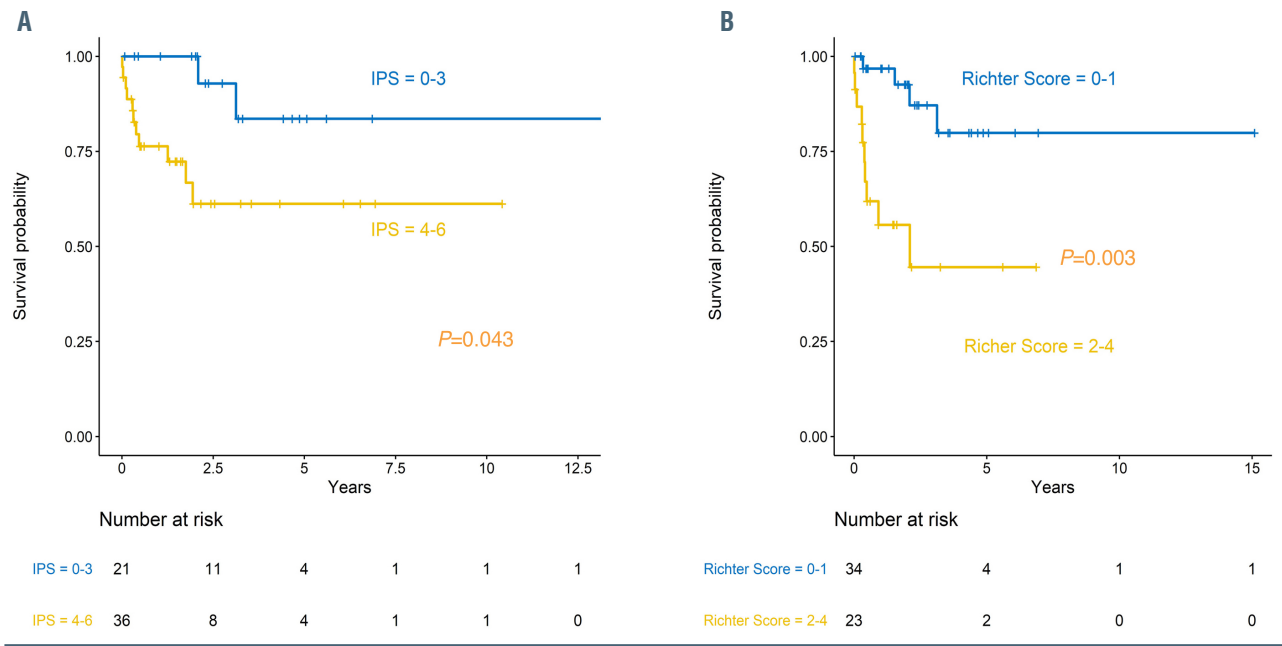 A
1.00
0.75
0.50
0.25
0.00
Survival probability
IPS = 0-3
IPS = 4-6
P=0.043
0 2.5 5 7.5 10 12.5
Years
Number at risk
IPS = 0-3 21 11 4 1 1 1
IPS = 4-6 36 8 4 1 1 0
B
1.00
0.75
0.50
0.25
0.00
Survival probability
Richter Score = 0-1
P=0.003
Richer Score = 2-4
0 5 10 15
Years
Number at risk
Richter Score = 0-1 34 4 1 1
Richter Score = 2-4 23 2 0 0